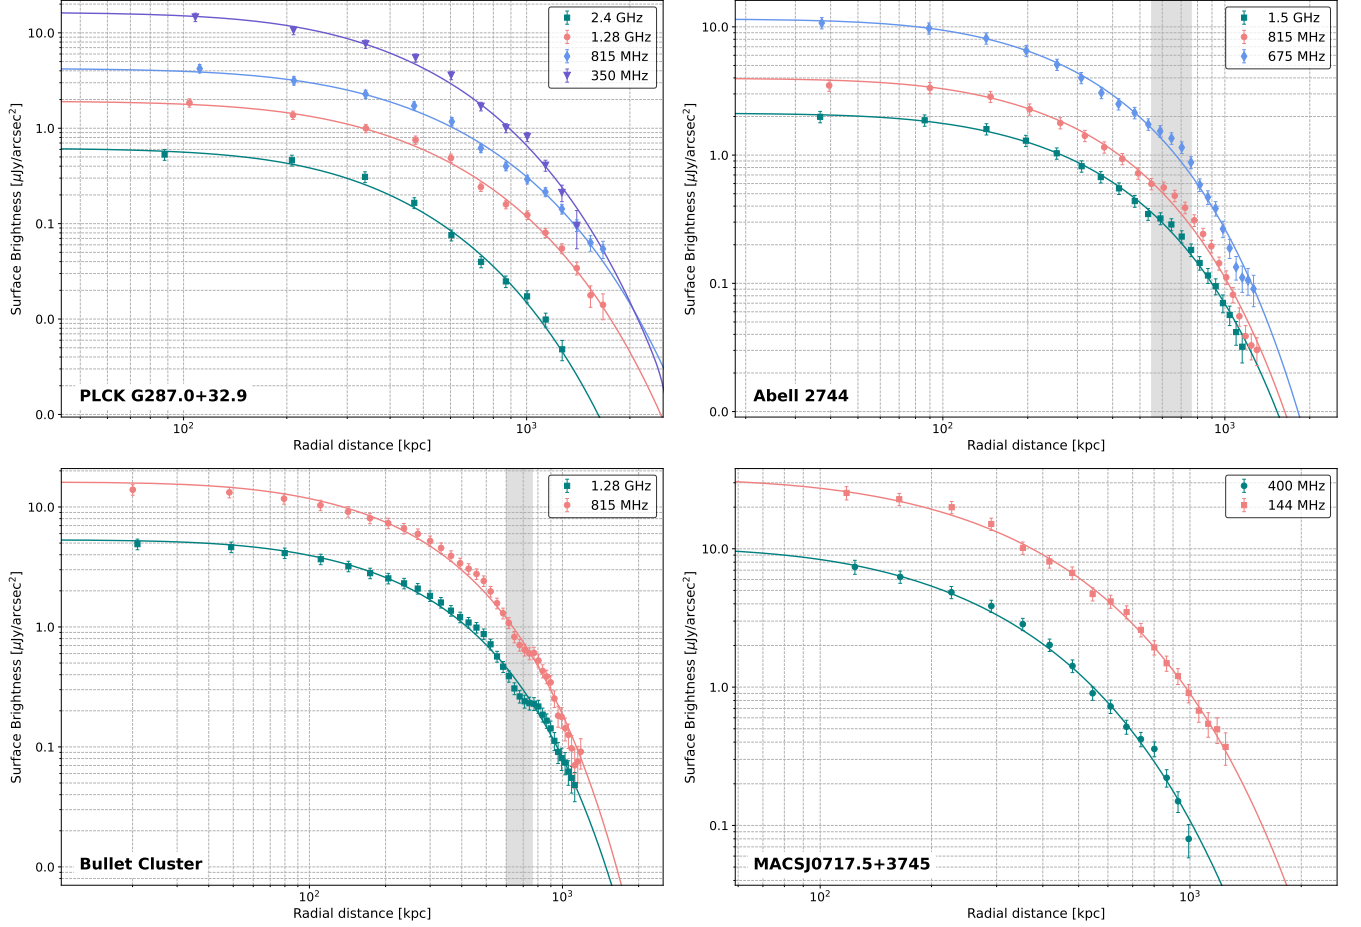 2.4 GHz
1.28 GHz
815 MHz
350 MHz
10.0
1.0
0.1
0.0
0.0
Surface Brightness [μJy/arcsec²]
PLCK G287.0+32.9
10² 10³
Radial distance [kpc]
1.5 GHz
815 MHz
675 MHz
10.0
1.0
0.1
0.0
Surface Brightness [μJy/arcsec²]
Abell 2744
10² 10³
Radial distance [kpc]
1.28 GHz
815 MHz
10.0
1.0
0.1
0.0
Surface Brightness [μJy/arcsec²]
Bullet Cluster
10² 10³
Radial distance [kpc]
400 MHz
144 MHz
10.0
1.0
0.1
Surface Brightness [μJy/arcsec²]
MACSJ0717.5+3745
10² 10³
Radial distance [kpc]